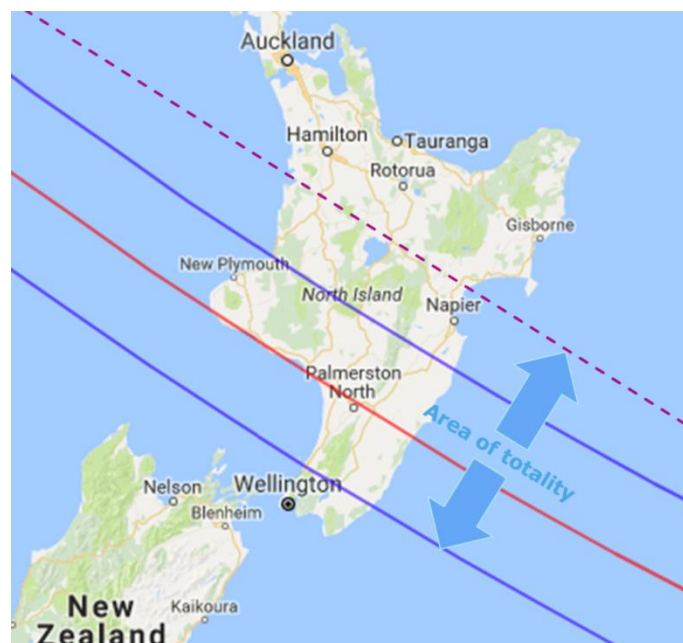 Auckland
Hamilton
Tauranga
Rotorua
Gisborne
New Plymouth
North Island
Napier
Palmerston
North
Area of totality
Nelson
Wellington
Blenheim
New
Zealand
Kaikoura